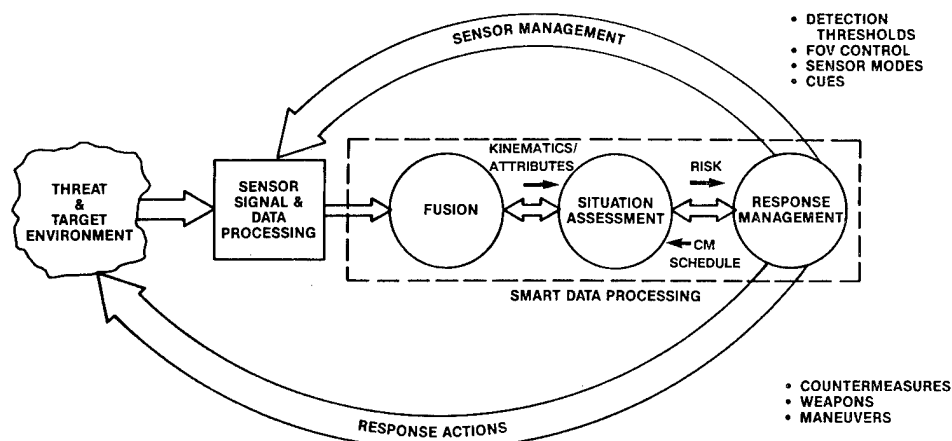 SENSOR MANAGEMENT
• DETECTION
THRESHOLDS
• FOV CONTROL
• SENSOR MODES
• CUES
THREAT
&
TARGET
ENVIRONMENT
SENSOR
SIGNAL &
DATA
PROCESSING
FUSION
KINEMATICS/
ATTRIBUTES
SITUATION
ASSESSMENT
RISK
CM
SCHEDULE
RESPONSE
MANAGEMENT
SMART DATA PROCESSING
RESPONSE ACTIONS
• COUNTERMEASURES
• WEAPONS
• MANEUVERS